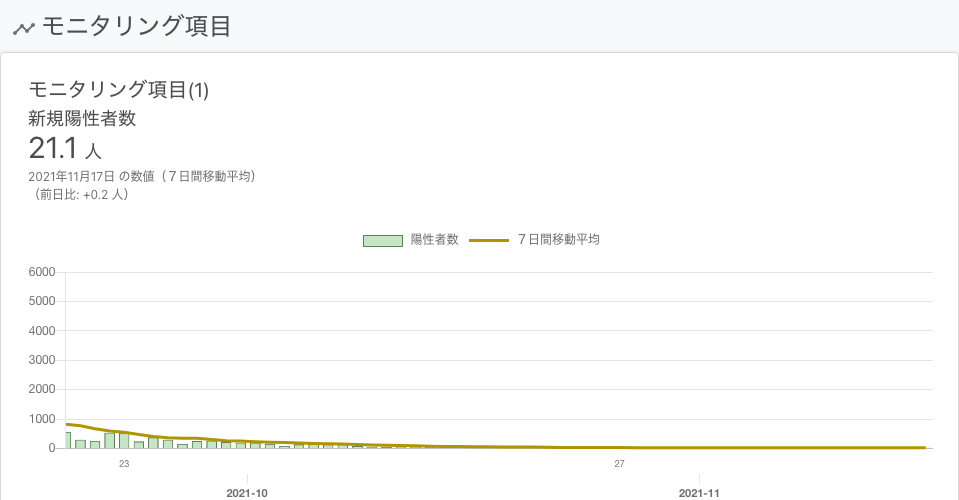 モニタリング項目
モニタリング項目(1)
新規陽性者数
21.1 人
2021年11月17日 の数値（７日間移動平均）
（前日比: +0.2 人）
陽性者数 ７日間移動平均
6000
5000
4000
3000
2000
1000
0
23 27
2021-10 2021-11